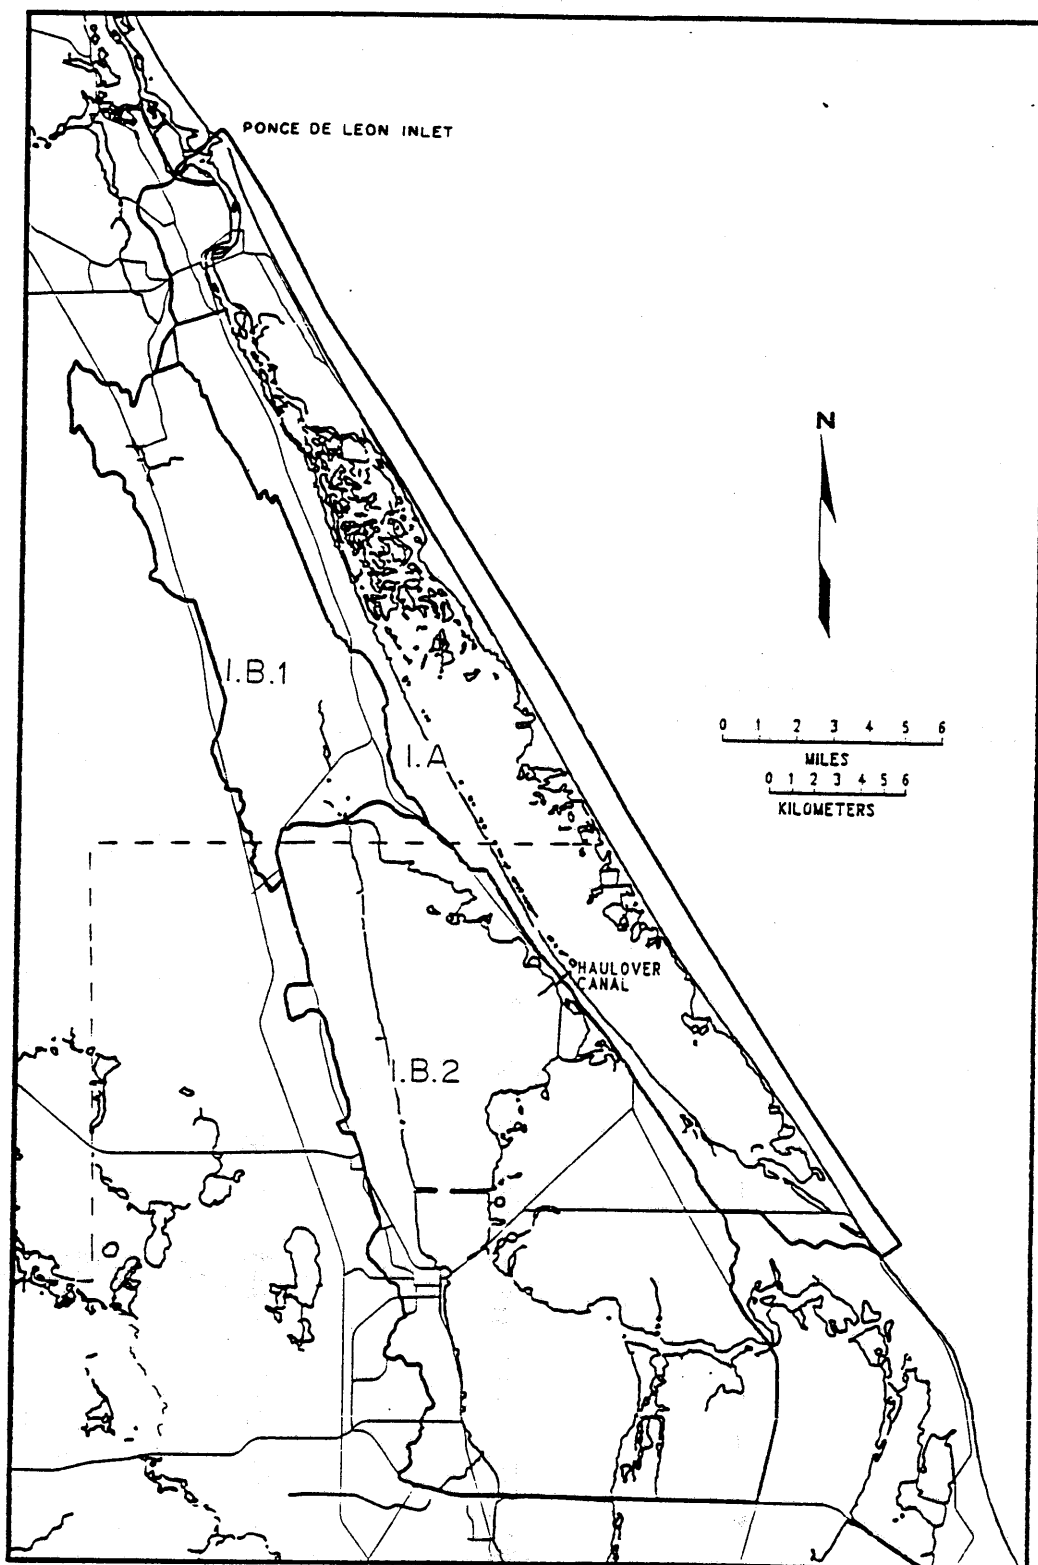 PONCE DE LEON INLET
N
I.B.1
0 1 2 3 4 5 6
MILES
I.A
0 1 2 3 4 5 6
KILOMETERS
HAULOVER
CANAL
I.B.2